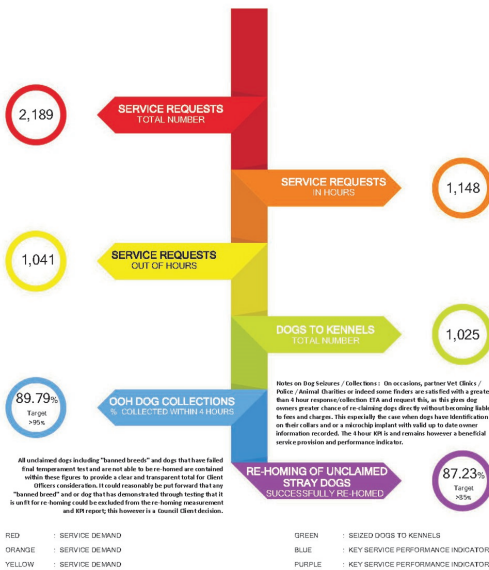 2,189
SERVICE REQUESTS
TOTAL NUMBER
SERVICE REQUESTS
IN HOURS
1,148
1,041
SERVICE REQUESTS
OUT OF HOURS
DOGS TO KENNELS
TOTAL NUMBER
1,025
89.79%
Target
>95%
OOH DOG COLLECTIONS
% COLLECTED WITHIN 4 HOURS
Notes on Dog Seizures / Collections : On occasions, partner Vet Clinics /
Police / Animal Charities or indeed some finders are satisfied with a greate
than 4 hour response/collection ETA and request this, as this gives dog
owners greater chance of re-claiming dogs directly without becoming liable
to fees and charges. This especially the case when dogs have identification
on their collars and or a microchip implant with valid up to date owner
information recorded. The 4 hour KPI is and remains however a beneficial
service provision and performance indicator.
All unclaimed dogs including "banned breeds" and dogs that have failed
final temperament test and are not able to be re-homed are contained
within these figures to provide a clear and transparent total for Client
Officers consideration. It could reasonably be put forward that any
"banned breed" and or dog that has demonstrated through testing that it
is unfit for re-homing could be excluded from the re-homing measurement
and KPI report; this however is a Council Client decision.
RE-HOMING OF UNCLAIMED
STRAY DOGS
SUCCESSFULLY RE-HOMED
87.23%
Target
>85%
RED : SERVICE DEMAND
ORANGE : SERVICE DEMAND
YELLOW : SERVICE DEMAND
GREEN : SEIZED DOGS TO KENNELS
BLUE : KEY SERVICE PERFORMANCE INDICATOR
PURPLE : KEY SERVICE PERFORMANCE INDICATOR